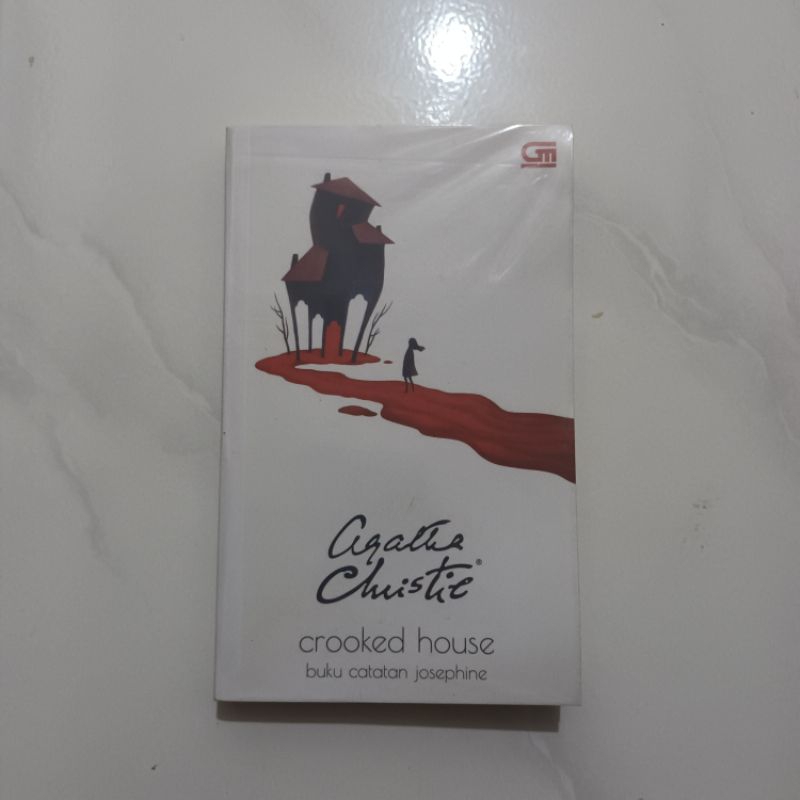 GM
Agatha
Christie®
crooked house
buku catatan josephine